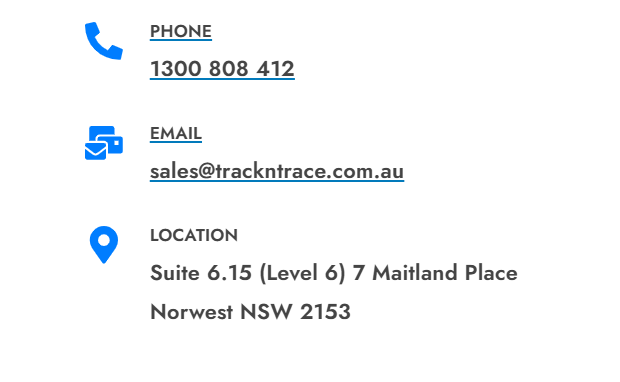 PHONE
1300 808 412
EMAIL
sales@trackntrace.com.au
LOCATION
Suite 6.15 (Level 6) 7 Maitland Place
Norwest NSW 2153